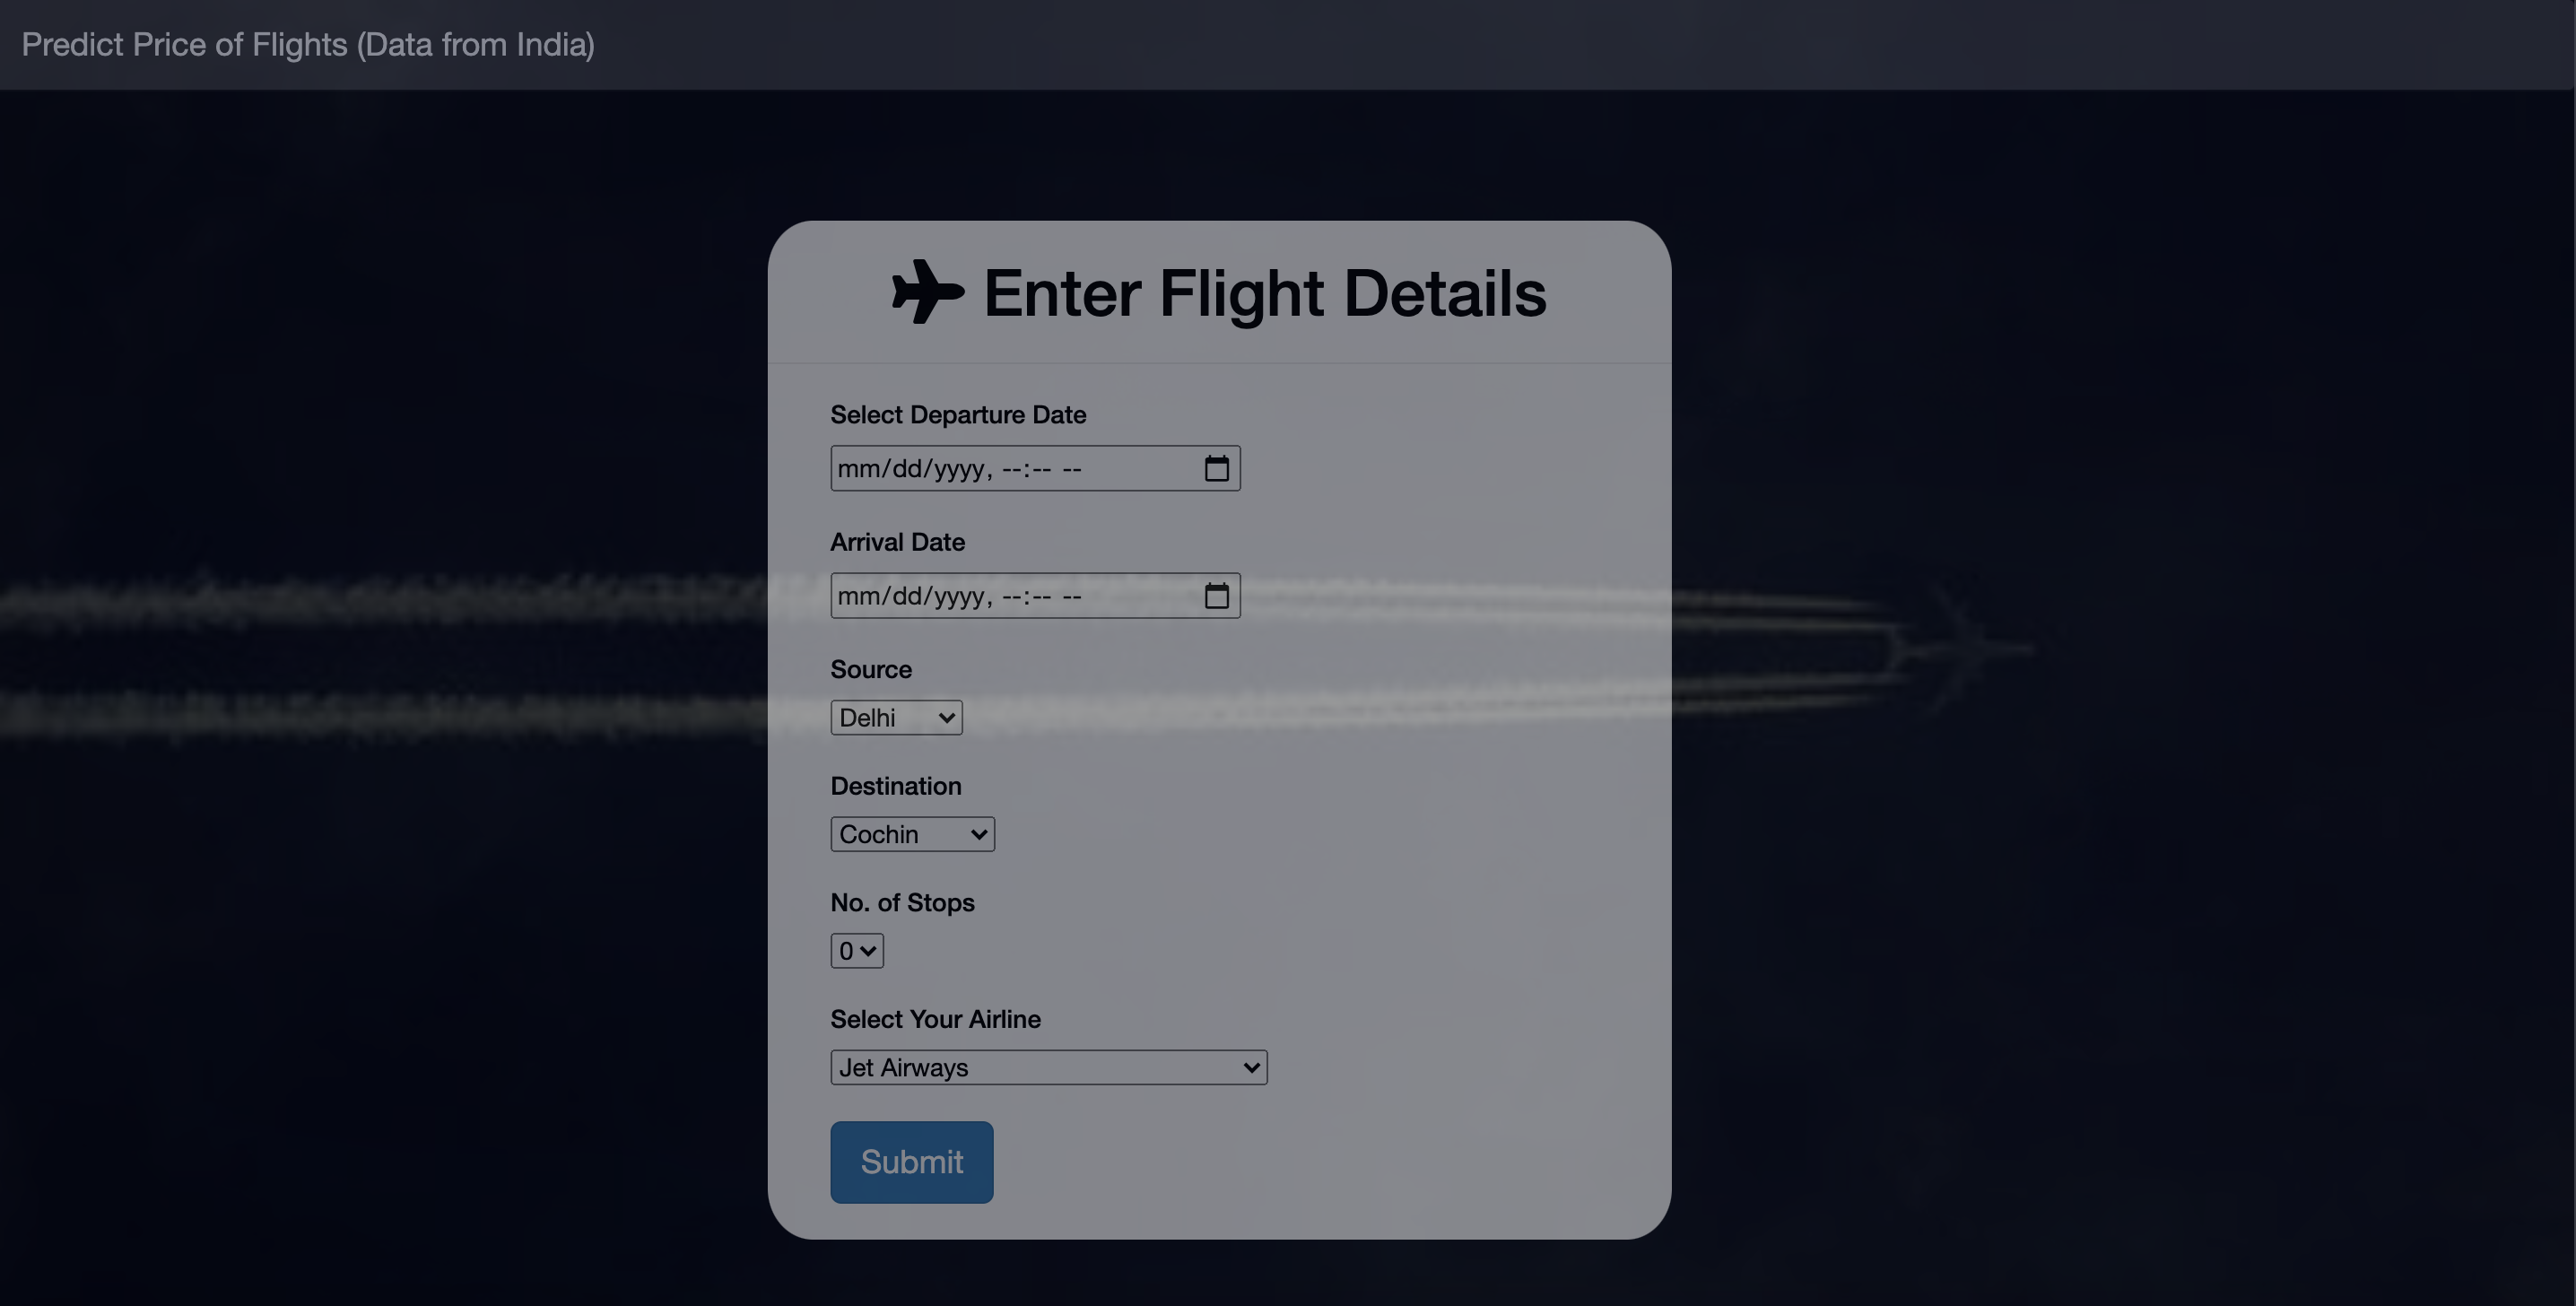 Predict Price of Flights (Data from India)
Enter Flight Details
Select Departure Date
mm/dd/yyyy, --:-- --
Arrival Date
mm/dd/yyyy, --:-- --
Source
Delhi
Destination
Cochin
No. of Stops
0
Select Your Airline
Jet Airways
Submit